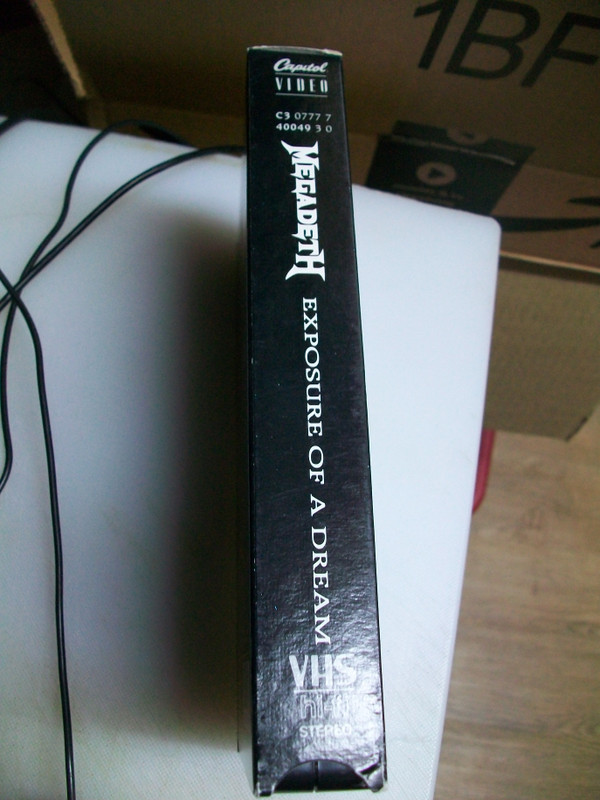 Capitol
VIDEO
C3 0777 7
40049 3 0
MEGADETH
EXPOSURE OF A DREAM
VHS
hi-fi
STEREO
1BF